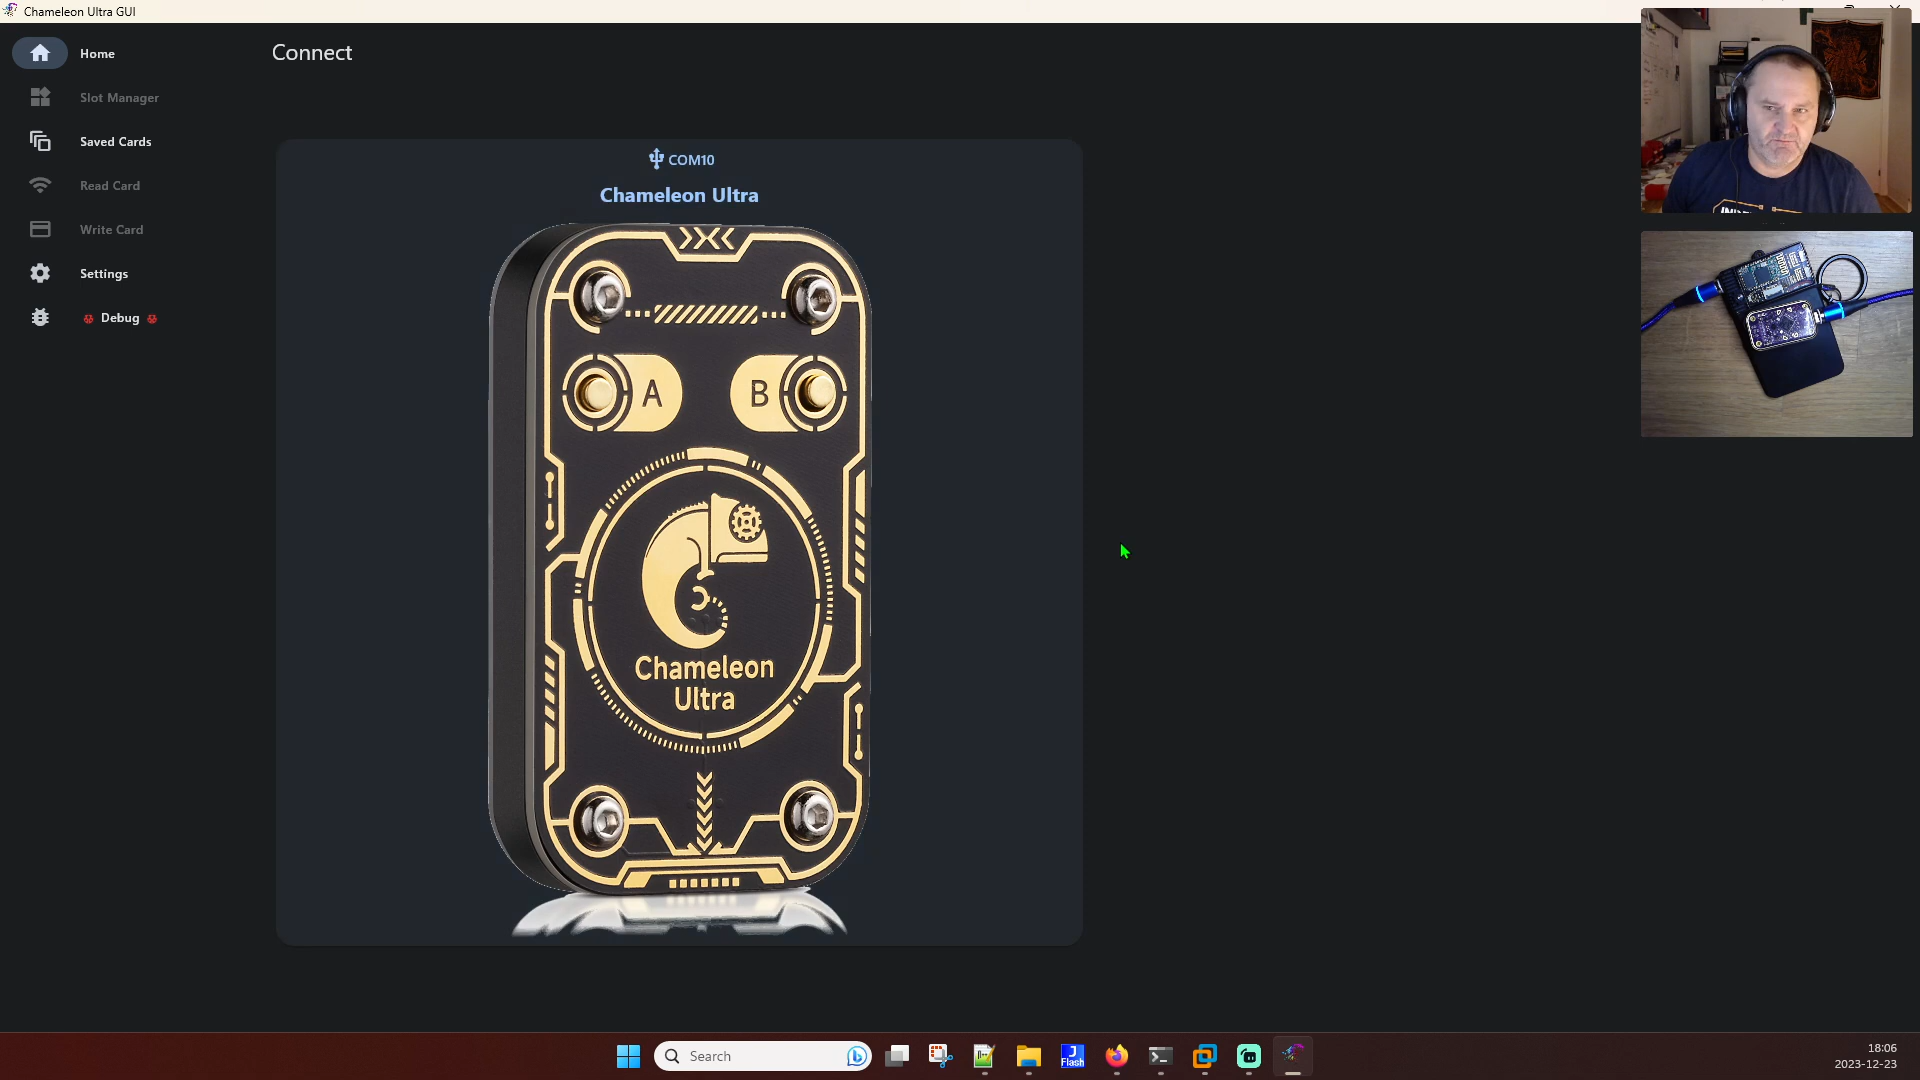 Chameleon Ultra GUI
Home
Slot Manager
Saved Cards
Read Card
Write Card
Settings
Debug
Connect
COM10
Chameleon Ultra
A
B
Chameleon
Ultra
Search
J
Flash
18:06
2023-12-23